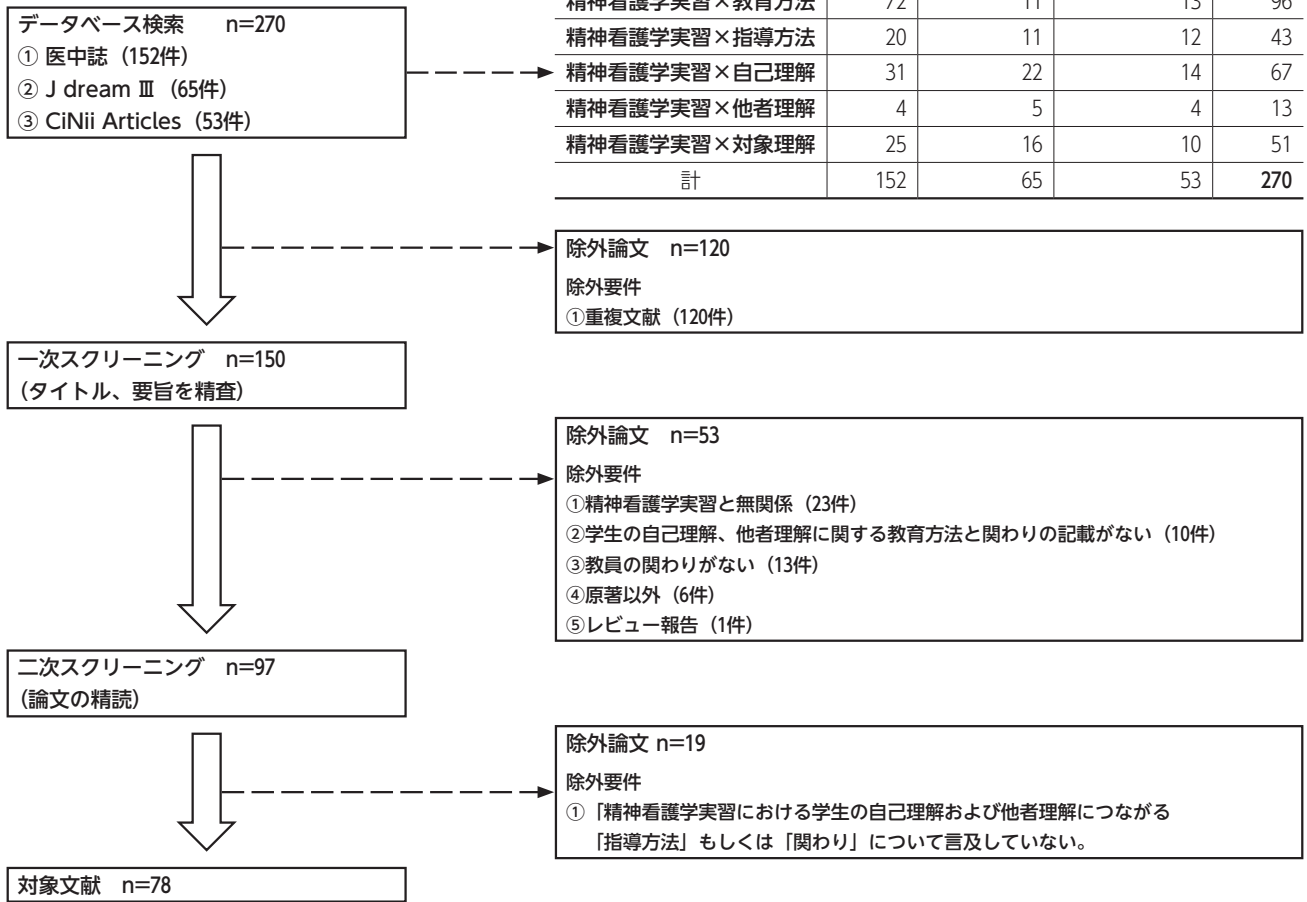 精神看護学実習×教育方法 72 11 13 96
データベース検索 n=270
① 医中誌（152件）
② J dream Ⅲ（65件）
③ CiNii Articles（53件）
精神看護学実習×指導方法 20 11 12 43
精神看護学実習×自己理解 31 22 14 67
精神看護学実習×他者理解 4 5 4 13
精神看護学実習×対象理解 25 16 10 51
計 152 65 53 270
除外論文 n=120
除外要件
①重複文献（120件）
一次スクリーニング n=150
（タイトル、要旨を精査）
除外論文 n=53
除外要件
①精神看護学実習と無関係（23件）
②学生の自己理解、他者理解に関する教育方法と関わりの記載がない（10件）
③教員の関わりがない（13件）
④原著以外（6件）
⑤レビュー報告（1件）
二次スクリーニング n=97
（論文の精読）
除外論文 n=19
除外要件
①「精神看護学実習における学生の自己理解および他者理解につながる
「指導方法」もしくは「関わり」について言及していない。
対象文献 n=78